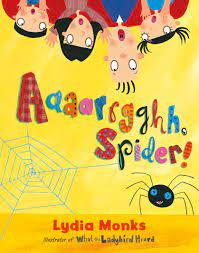 Aaaarrgghh,
Spider!
Lydia Monks
Illustrator of What the Ladybird Heard